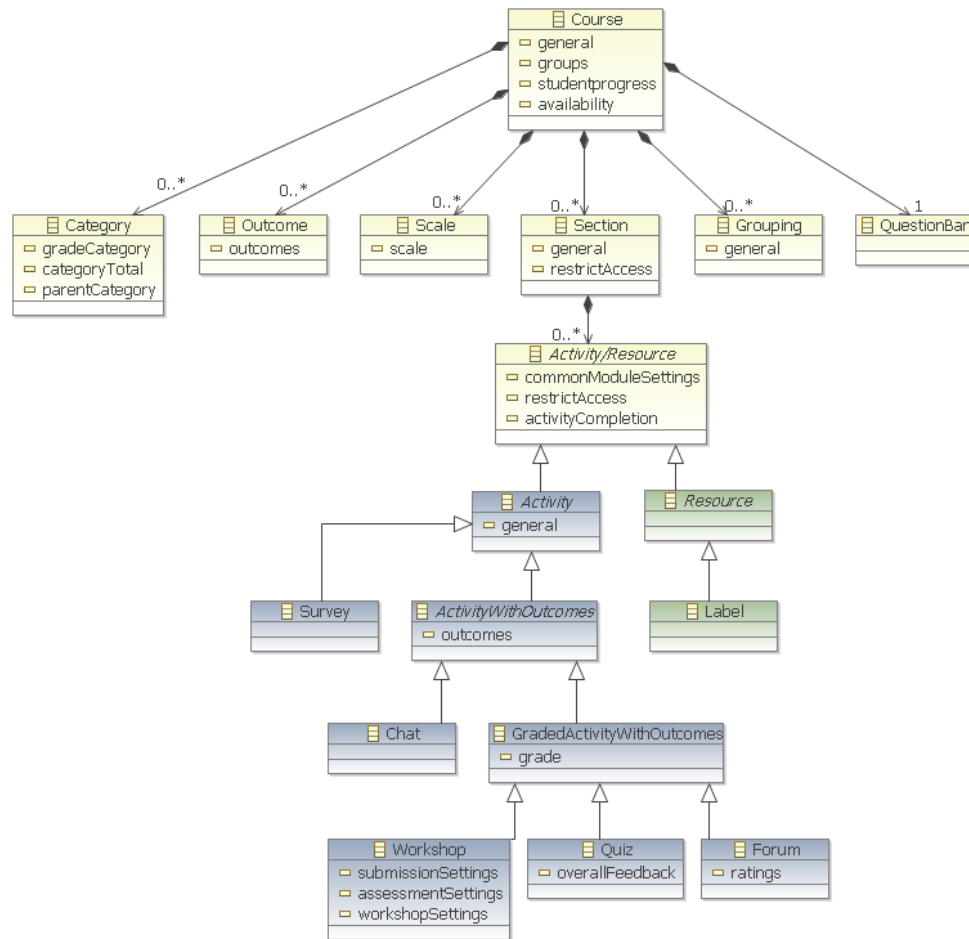 Course
general
groups
studentprogress
availability
0..*
0..*
0..*
0..*
0..*
1
Category
gradeCategory
categoryTotal
parentCategory
Outcome
outcomes
Scale
scale
Section
general
restrictAccess
Grouping
general
QuestionBan
0..*
Activity/Resource
commonModuleSettings
restrictAccess
activityCompletion
Activity
general
Resource
Survey
ActivityWithOutcomes
outcomes
Label
Chat
GradedActivityWithOutcomes
grade
Workshop
submissionSettings
assessmentSettings
workshopSettings
Quiz
overallFeedback
Forum
ratings